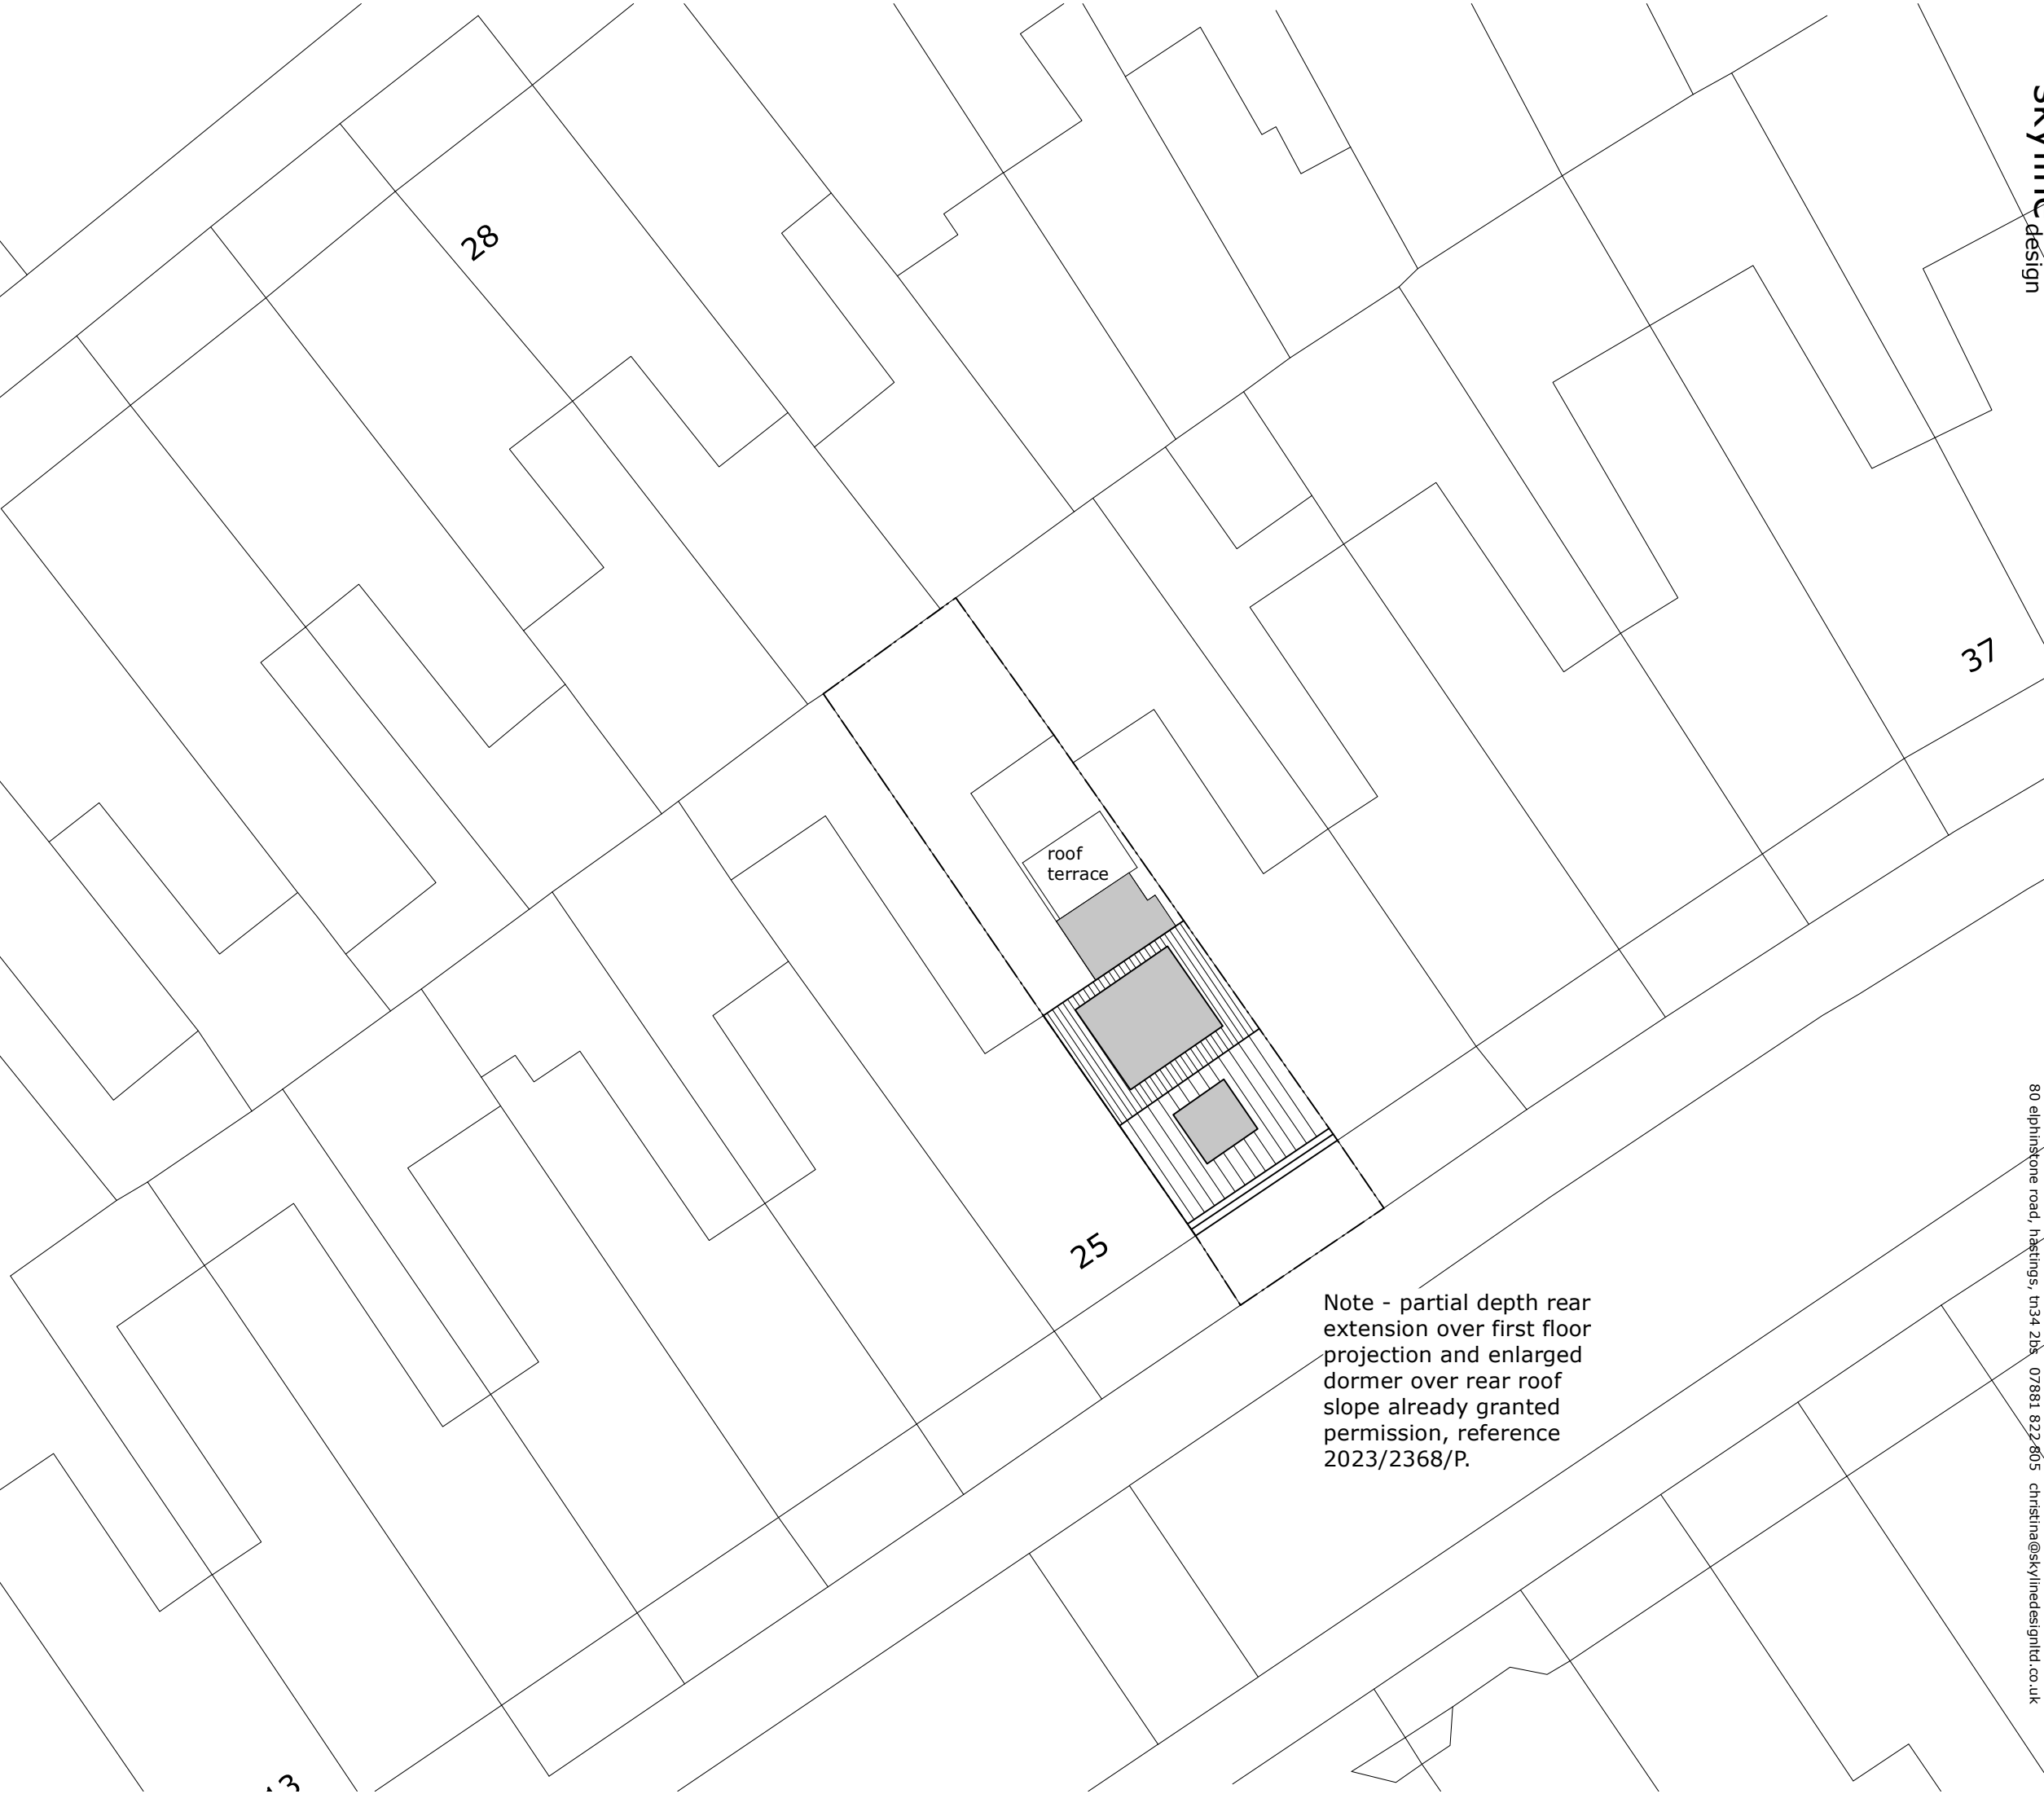 28
design
37
roof
terrace
25
Note - partial depth rear
extension over first floor
projection and enlarged
dormer over rear roof
slope already granted
permission, reference
2023/2368/P.
80 elphinstone road, hastings, tn34 2bs 07881 822 805 christina@skylinedesignltd.co.uk
13